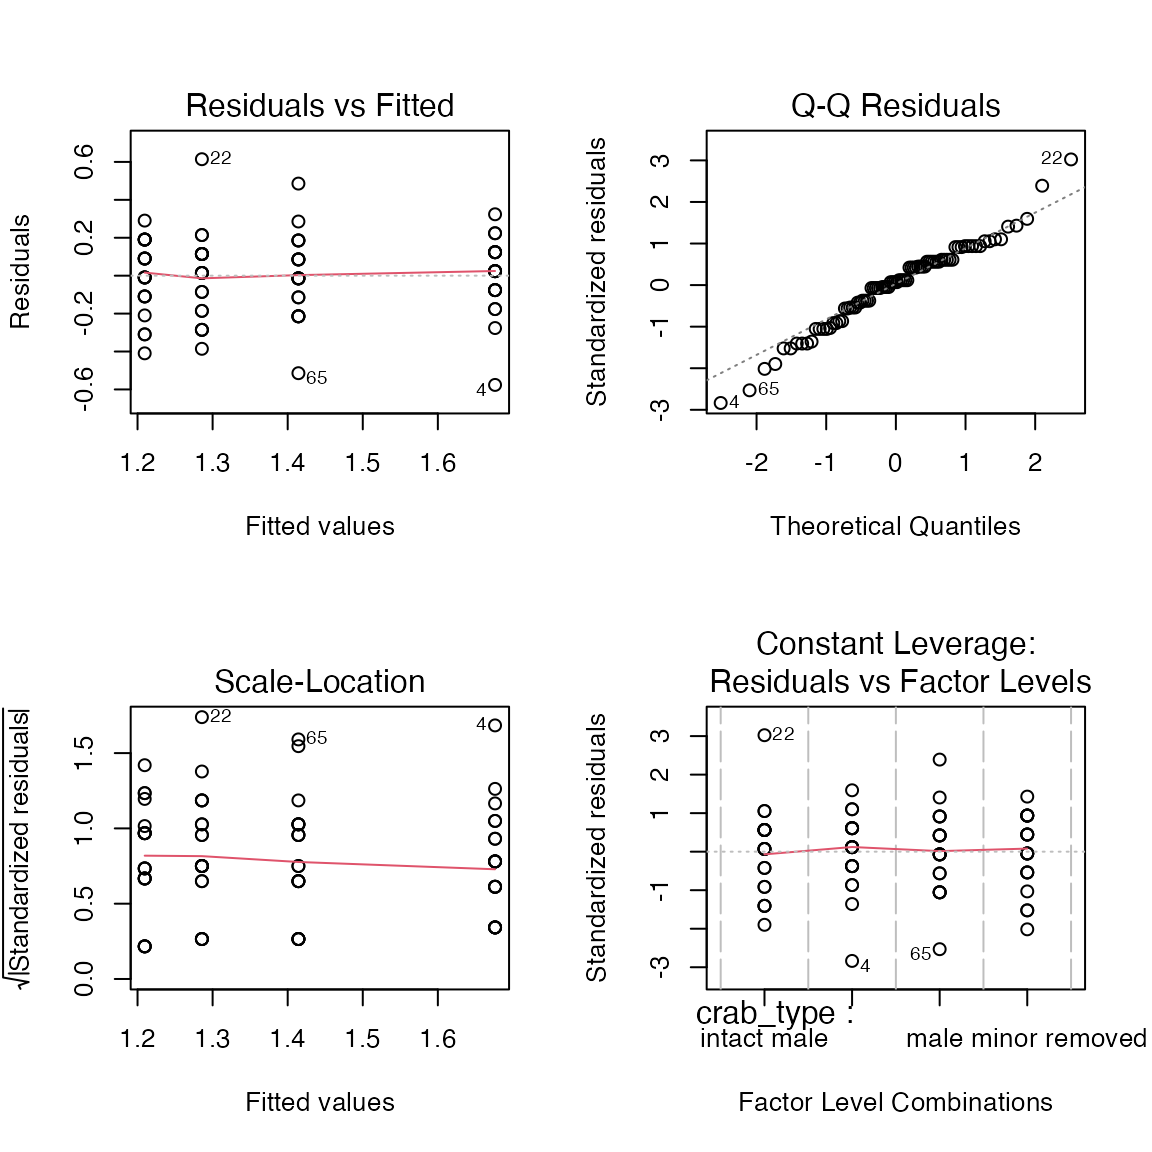 Residuals vs Fitted
Residuals
0.6
0.2
-0.2
-0.6
22
65
4
1.2 1.3 1.4 1.5 1.6
Fitted values
Q-Q Residuals
Standardized residuals
3
2
1
0
-1
-3
22
65
4
-2 -1 0 1 2
Theoretical Quantiles
Scale-Location
√|Standardized residuals|
1.5
1.0
0.5
0.0
22
65
4
1.2 1.3 1.4 1.5 1.6
Fitted values
Constant Leverage:
Residuals vs Factor Levels
Standardized residuals
3
2
1
-1
-3
22
65
4
crab_type :
intact male male minor removed
Factor Level Combinations